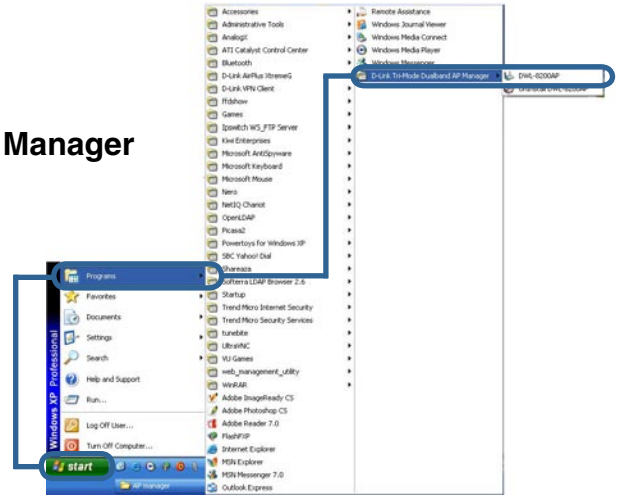 Manager
Accessories
Administrative Tools
AnalogX
ATI Catalyst Control Center
Bluetooth
D-Link AirPlus XtremeG
D-Link VPN Client
ffdshow
Games
Ipswitch WS_FTP Server
Kiwi Enterprises
Microsoft AntiSpyware
Microsoft Keyboard
Microsoft Mouse
Nero
NetIQ Chariot
OpenLDAP
Picasa2
Powertoys for Windows XP
SBC Yahoo! Dial
Shareaza
Softerra LDAP Browser 2.6
Startup
Trend Micro Internet Security
Trend Micro Security Services
tunebite
UltraVNC
VU Games
web_management_utility
WinRAR
Adobe ImageReady CS
Adobe Photoshop CS
Adobe Reader 7.0
FlashFXP
Internet Explorer
MSN Explorer
MSN Messenger 7.0
Outlook Express
Remote Assistance
Windows Journal Viewer
Windows Media Connect
Windows Media Player
Windows Messenger
D-Link Tri-Mode Dualband AP Manager
DWL-8200AP
Uninstall DWL-8200AP
Programs
Favorites
Documents
Settings
Search
Help and Support
Run...
Log Off User...
Turn Off Computer...
Windows XP Professional
start
AP manager